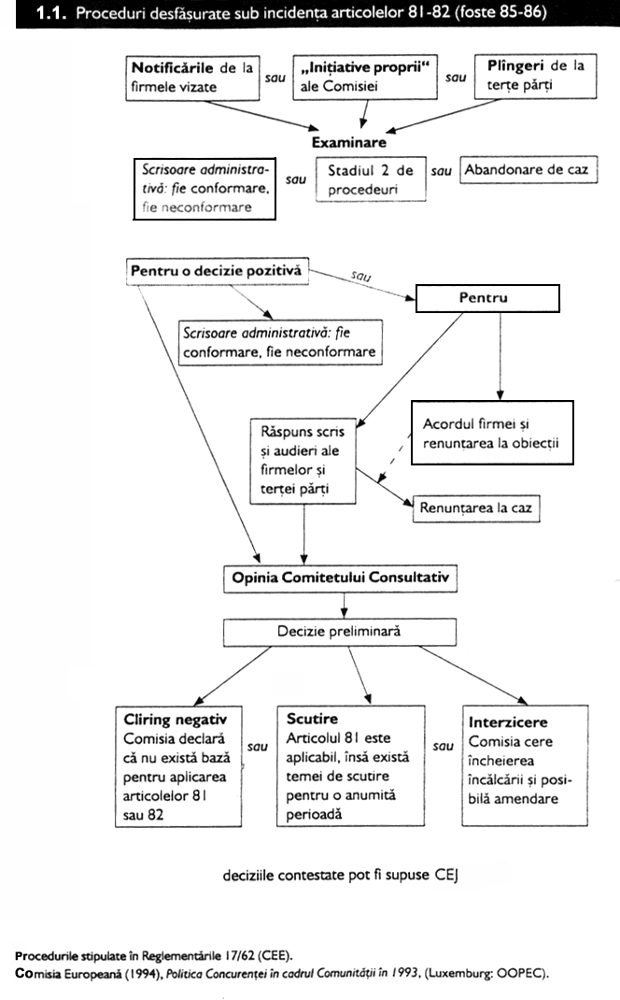 1.1. Proceduri desfășurate sub incidența articolelor 81-82 (foste 85-86)
Notificările de la
firmele vizate
sau
„Inițiative proprii“
ale Comisiei
sau
Plîngeri de la
terțe părți
Examinare
Scrisoare administra-
tivă: fie conformare,
fie neconformare
sau
Stadiul 2 de
procedeuri
sau
Abandonare de caz
Pentru o decizie pozitivă
sau
Pentru
Scrisoare administrativă: fie
conformare, fie neconformare
Răspuns scris
și audieri ale
firmelor și
terței părți
Acordul firmei și
renunțarea la obiecții
Renunțarea la caz
Opinia Comitetului Consultativ
Decizie preliminară
Cliring negativ
Comisia declară
că nu există bază
pentru aplicarea
articolelor 81
sau 82
sau
Scutire
Articolul 81 este
aplicabil, însă există
temei de scutire
pentru o anumită
perioadă
sau
Interzicere
Comisia cere
încheierea
încălcării și posi-
bilă amendare
deciziile contestate pot fi supuse CEJ
Procedurile stipulate în Reglementările 17/62 (CEE).
Comisia Europeană (1994), Politica Concurenței în cadrul Comunității în 1993, (Luxemburg: OOPEC).